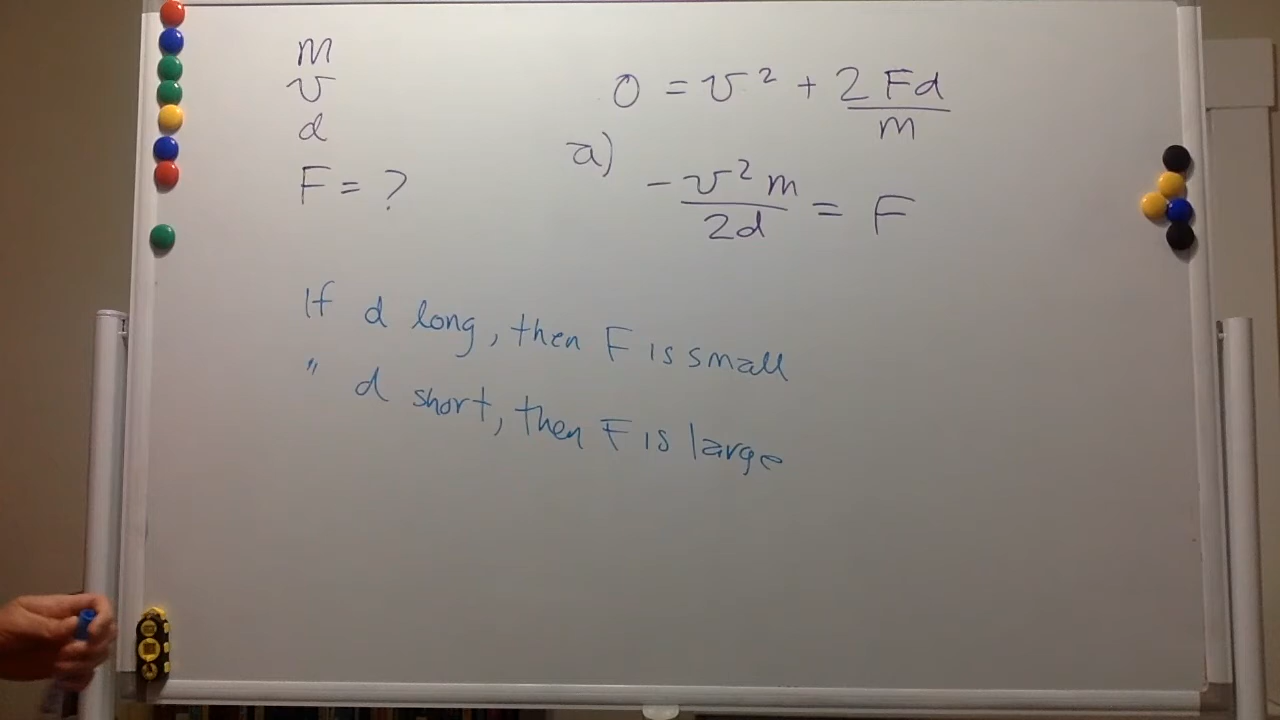 m
v
d
F = ?
0 = v² + 2Fd/m
a)
-v²m/2d = F
If d long, then F is small
" d short, then F is large